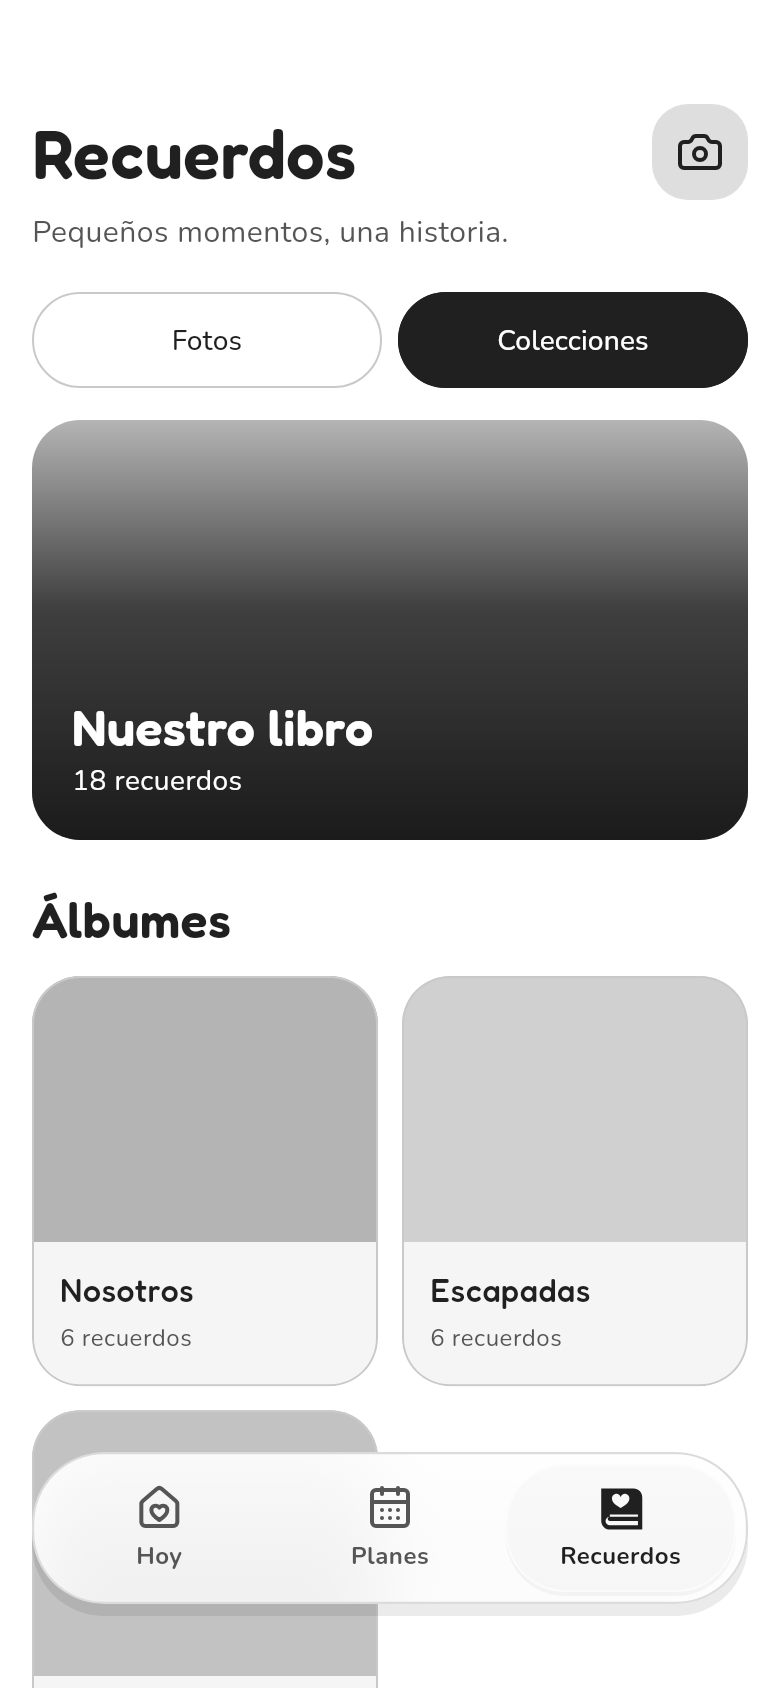 Recuerdos
Pequeños momentos, una historia.
Fotos
Colecciones
Nuestro libro
18 recuerdos
Álbumes
Nosotros
6 recuerdos
Escapadas
6 recuerdos
Hoy
Planes
Recuerdos